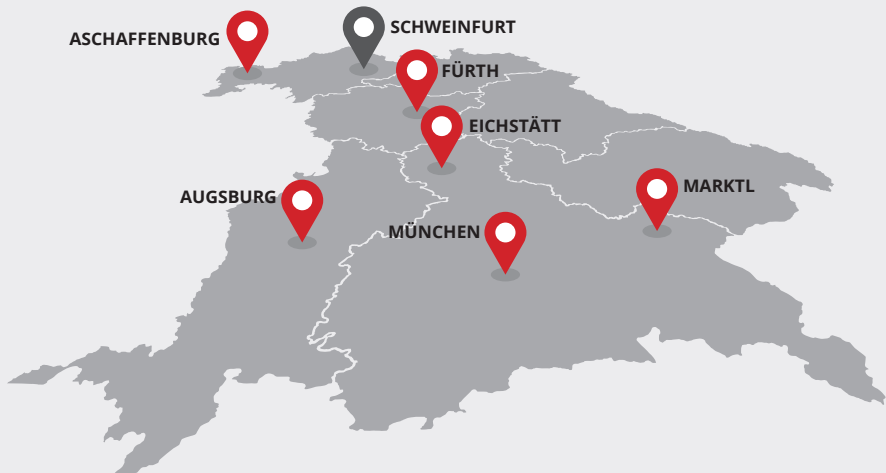 SCHWEINFURT
ASCHAFFENBURG
FÜRTH
EICHSTÄTT
MARKTL
AUGSBURG
MÜNCHEN